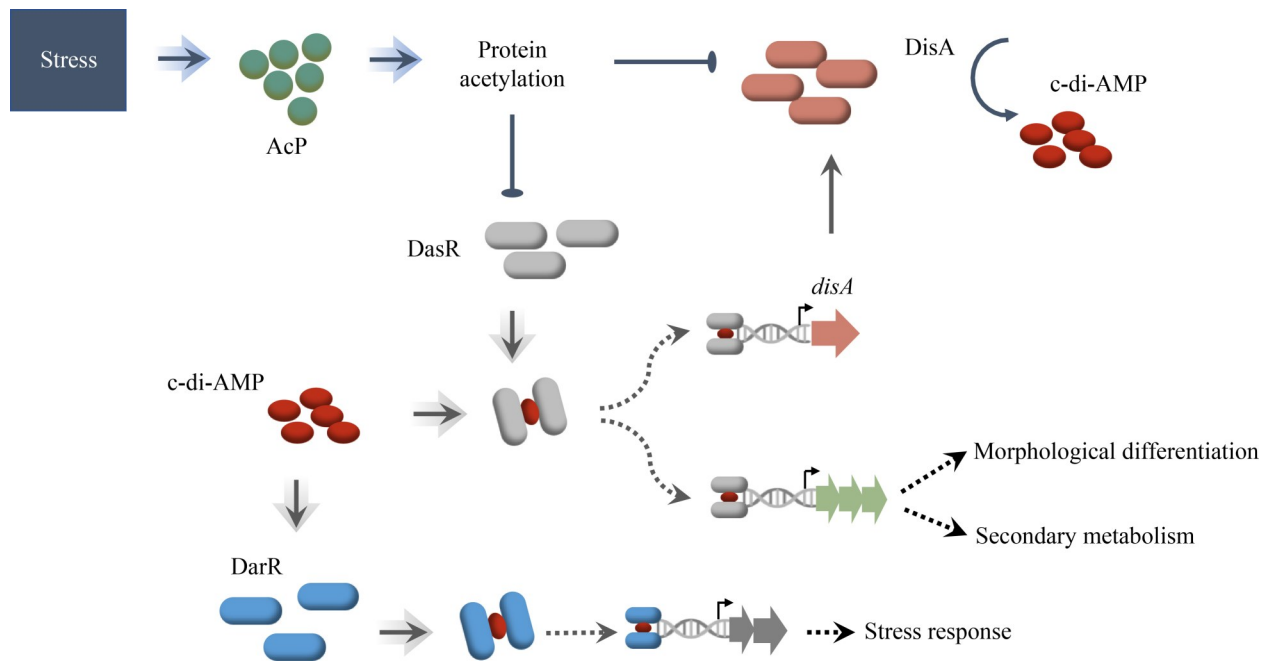 Stress
AcP
Protein
acetylation
DisA
c-di-AMP
DasR
disA
c-di-AMP
Morphological differentiation
Secondary metabolism
DarR
Stress response